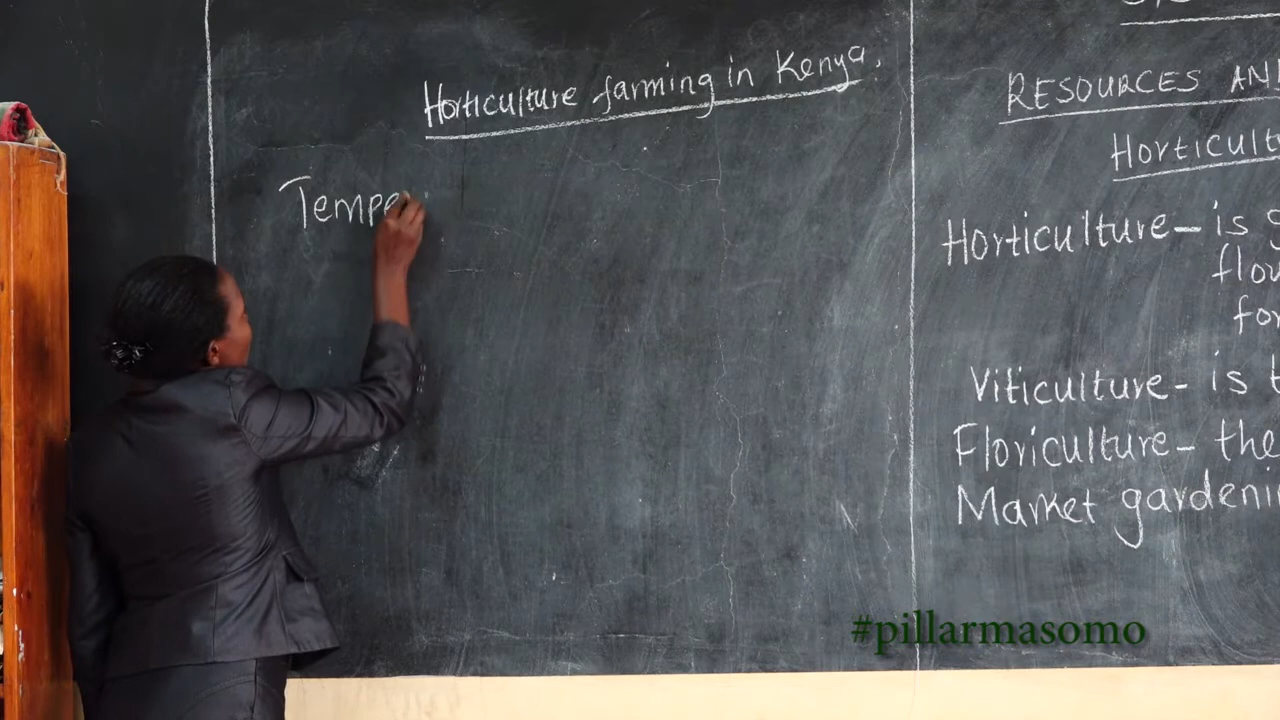 Horticulture farming in Kenya.
Tempe
RESOURCES AN
Horticult
Horticulture - is
flo
fo
Viticulture - is t
Floriculture - the
Market gardeni
#pillarmasomo